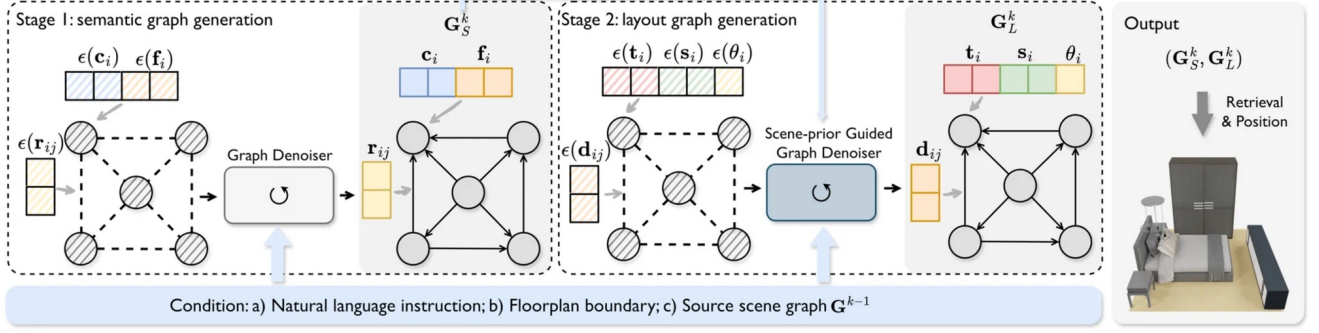 Stage 1: semantic graph generation
ϵ(c_i) ϵ(f_i)
ϵ(r_ij)
Graph Denoiser
G_S^k
c_i f_i
r_ij
Stage 2: layout graph generation
ϵ(t_i) ϵ(s_i) ϵ(θ_i)
ϵ(d_ij)
Scene-prior Guided
Graph Denoiser
G_L^k
t_i s_i θ_i
d_ij
Condition: a) Natural language instruction; b) Floorplan boundary; c) Source scene graph G^{k−1}
Output
(G_S^k, G_L^k)
Retrieval
& Position